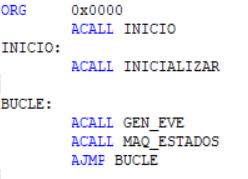 ORG 0x0000
ACALL INICIO
INICIO:
ACALL INICIALIZAR
BUCLE:
ACALL GEN_EVE
ACALL MAQ_ESTADOS
AJMP BUCLE